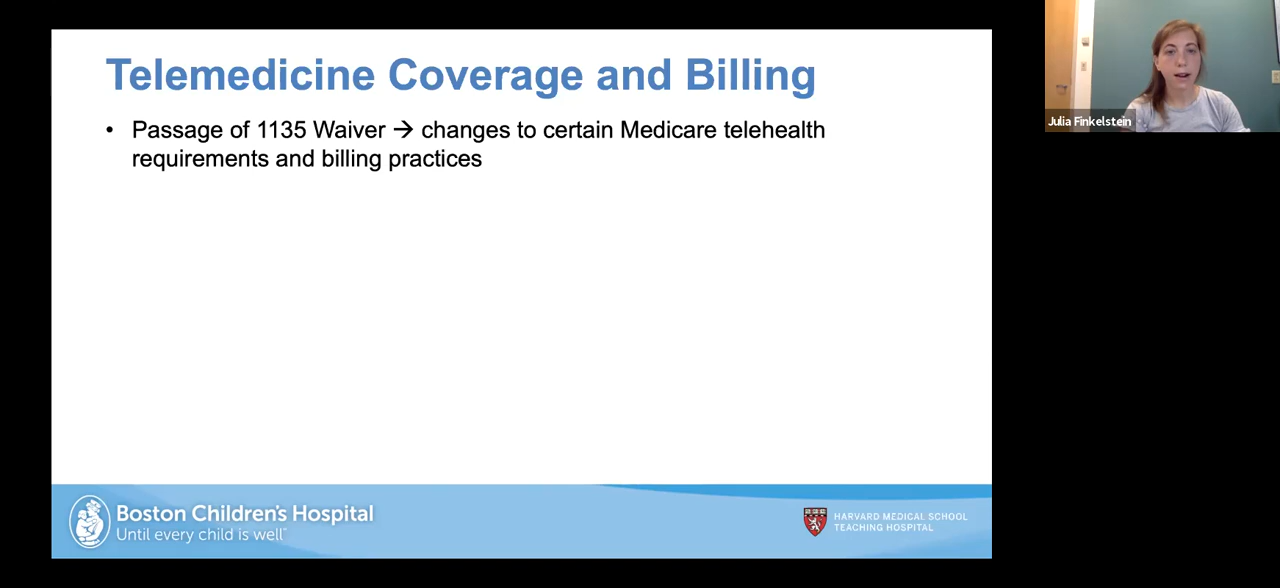 Telemedicine Coverage and Billing
• Passage of 1135 Waiver → changes to certain Medicare telehealth
requirements and billing practices
Julia Finkelstein
Boston Children's Hospital
Until every child is well
HARVARD MEDICAL SCHOOL
TEACHING HOSPITAL